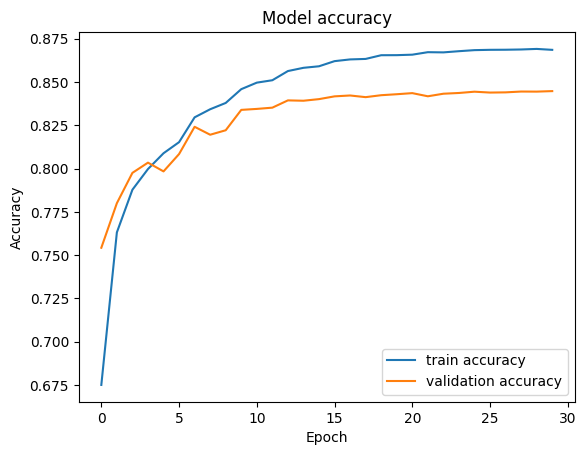 Model accuracy
0.875
0.850
0.825
0.800
0.775
0.750
0.725
0.700
0.675
Accuracy
train accuracy
validation accuracy
0 5 10 15 20 25 30
Epoch